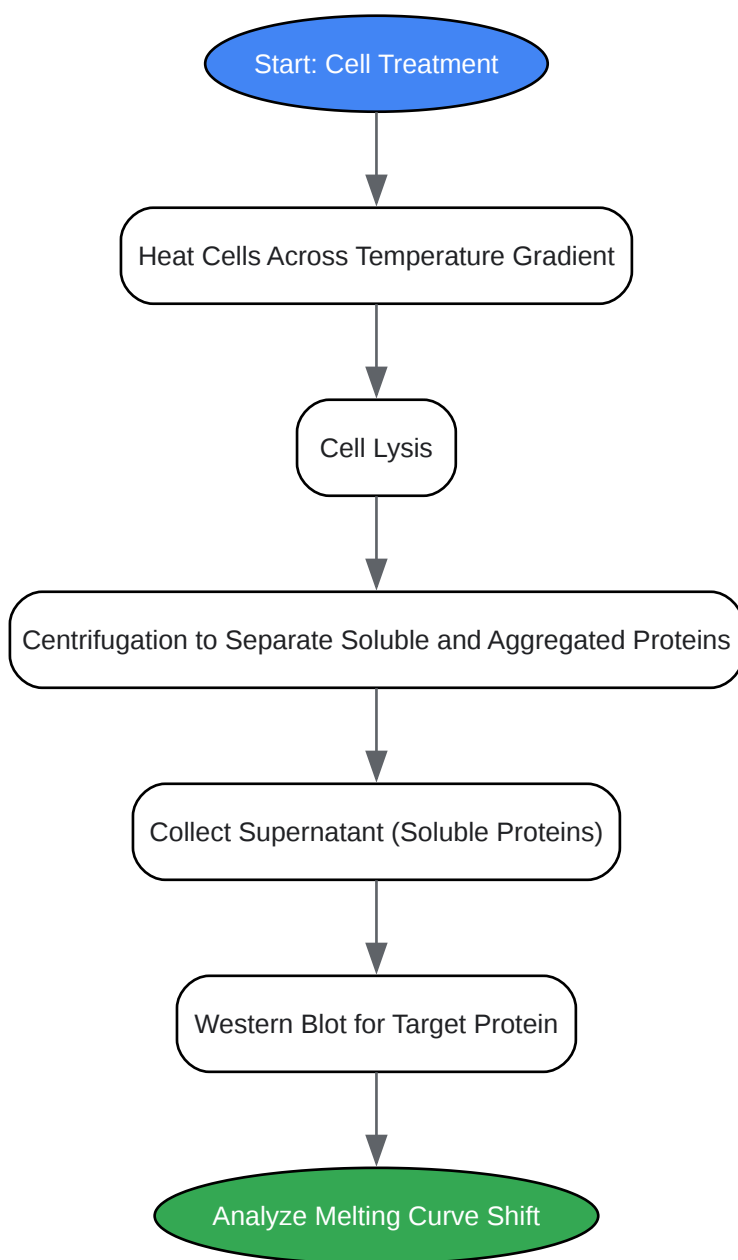 Start: Cell Treatment
Heat Cells Across Temperature Gradient
Cell Lysis
Centrifugation to Separate Soluble and Aggregated Proteins
Collect Supernatant (Soluble Proteins)
Western Blot for Target Protein
Analyze Melting Curve Shift